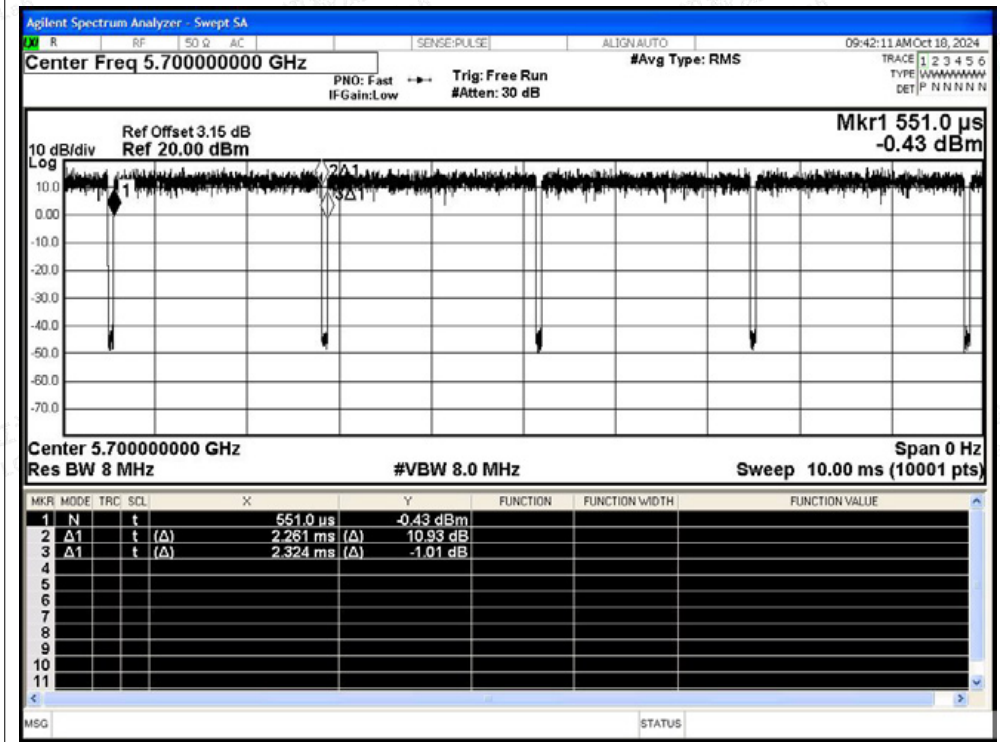 Agilent Spectrum Analyzer - Swept SA
LXI R RF 50 Ω AC SENSE:PULSE ALIGN AUTO 09:42:11 AM Oct 18, 2024
Center Freq 5.700000000 GHz #Avg Type: RMS TRACE 1 2 3 4 5 6
PNO: Fast Trig: Free Run TYPE WWWWWW
IFGain:Low #Atten: 30 dB DET P N N N N N
Mkr1 551.0 µs
Ref Offset 3.15 dB
10 dB/div Ref 20.00 dBm -0.43 dBm
Log
1 2Δ1
10.0 3Δ1
0.00
-10.0
-20.0
-30.0
-40.0
-50.0
-60.0
-70.0
Center 5.700000000 GHz Span 0 Hz
Res BW 8 MHz #VBW 8.0 MHz Sweep 10.00 ms (10001 pts)
MKR MODE TRC SCL X Y FUNCTION FUNCTION WIDTH FUNCTION VALUE
1 N t 551.0 µs -0.43 dBm
2 Δ1 t (Δ) 2.261 ms (Δ) 10.93 dB
3 Δ1 t (Δ) 2.324 ms (Δ) -1.01 dB
4
5
6
7
8
9
10
11
MSG STATUS